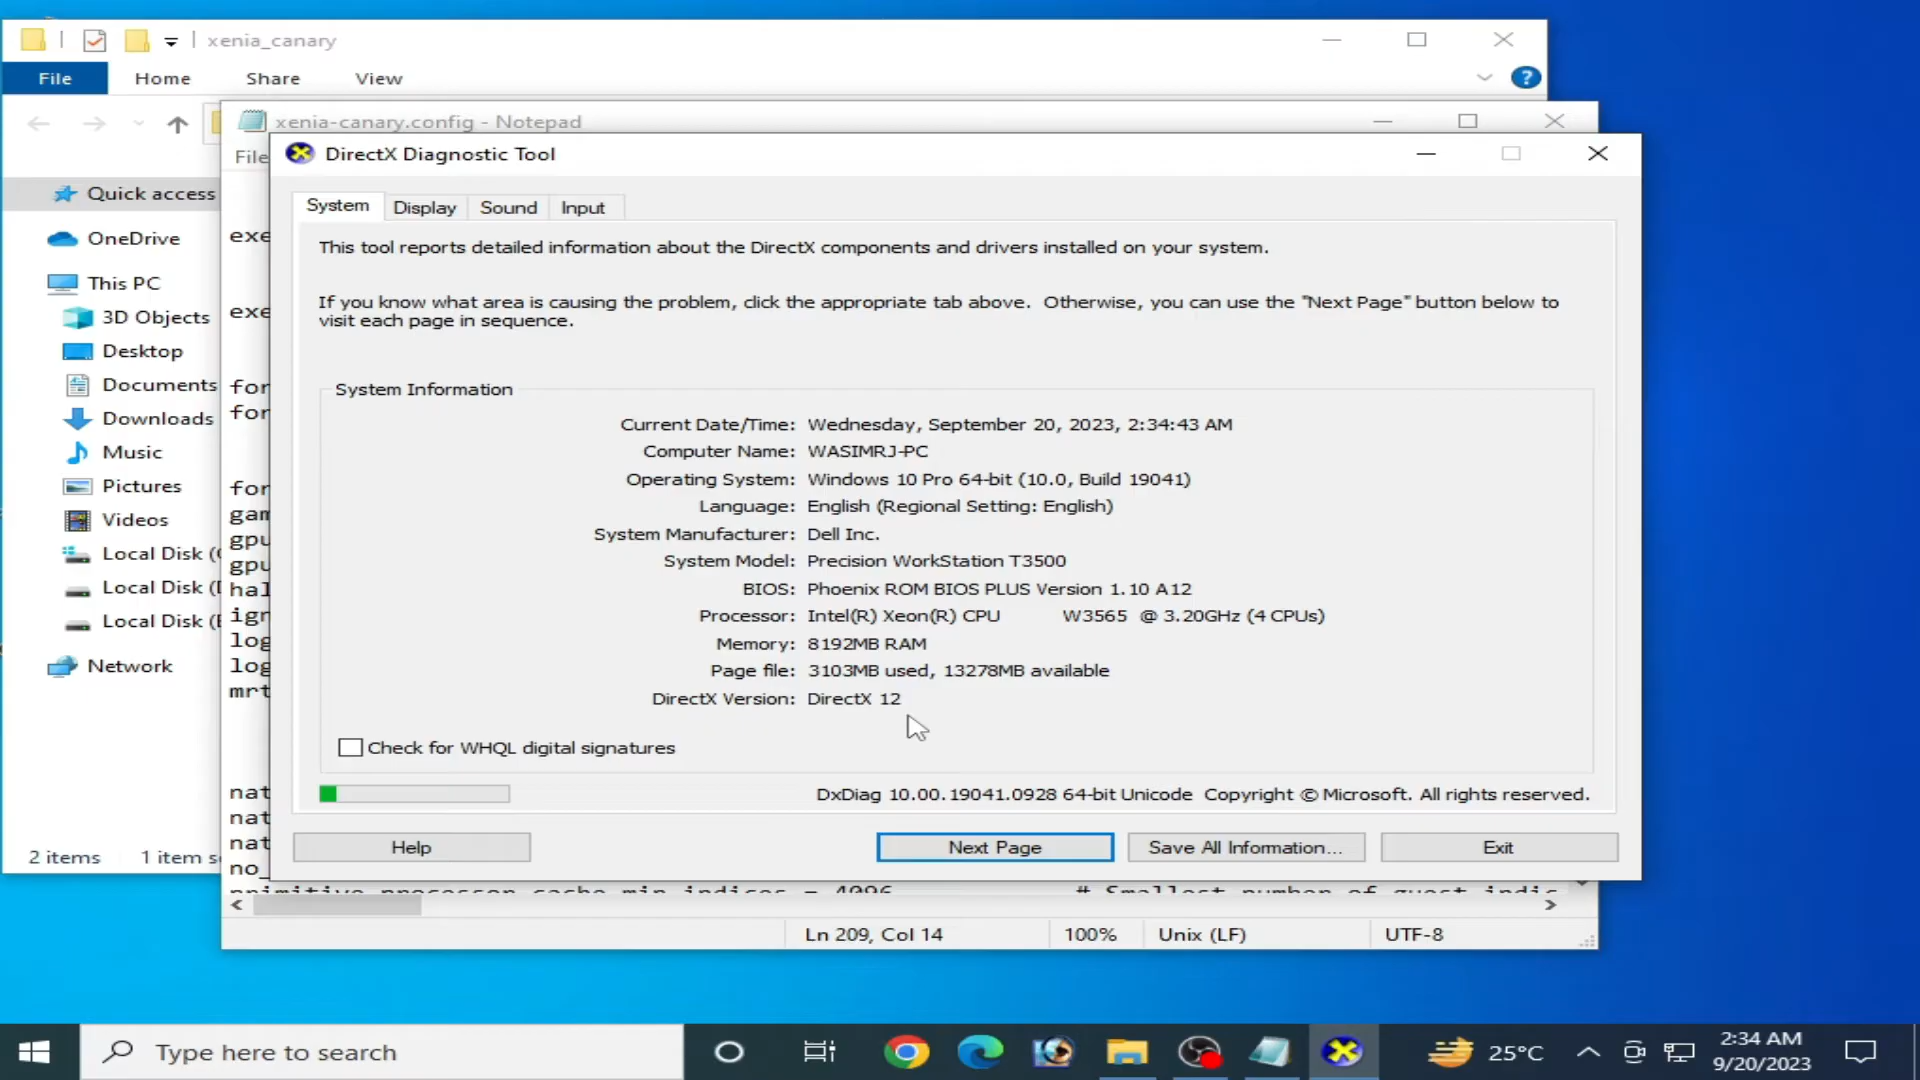 xenia_canary
File Home Share View
xenia-canary.config - Notepad
File
DirectX Diagnostic Tool
System Display Sound Input
This tool reports detailed information about the DirectX components and drivers installed on your system.
If you know what area is causing the problem, click the appropriate tab above. Otherwise, you can use the "Next Page" button below to
visit each page in sequence.
System Information
Current Date/Time: Wednesday, September 20, 2023, 2:34:43 AM
Computer Name: WASIMRJ-PC
Operating System: Windows 10 Pro 64-bit (10.0, Build 19041)
Language: English (Regional Setting: English)
System Manufacturer: Dell Inc.
System Model: Precision WorkStation T3500
BIOS: Phoenix ROM BIOS PLUS Version 1.10 A12
Processor: Intel(R) Xeon(R) CPU W3565 @ 3.20GHz (4 CPUs)
Memory: 8192MB RAM
Page file: 3103MB used, 13278MB available
DirectX Version: DirectX 12
Check for WHQL digital signatures
DxDiag 10.00.19041.0928 64-bit Unicode Copyright © Microsoft. All rights reserved.
Help Next Page Save All Information... Exit
Quick access
OneDrive
This PC
3D Objects
Desktop
Documents
Downloads
Music
Pictures
Videos
Local Disk (
Local Disk (
Local Disk (
Network
2 items 1 item s
exe
exe
for
for
for
gam
gpu
gpu
hal
ign
log
log
mrt
nat
nat
nat
no_
primitive_processor_cache_min_indices = 4096 # Smallest number of guest indic
Ln 209, Col 14 100% Unix (LF) UTF-8
Type here to search
25°C
2:34 AM
9/20/2023